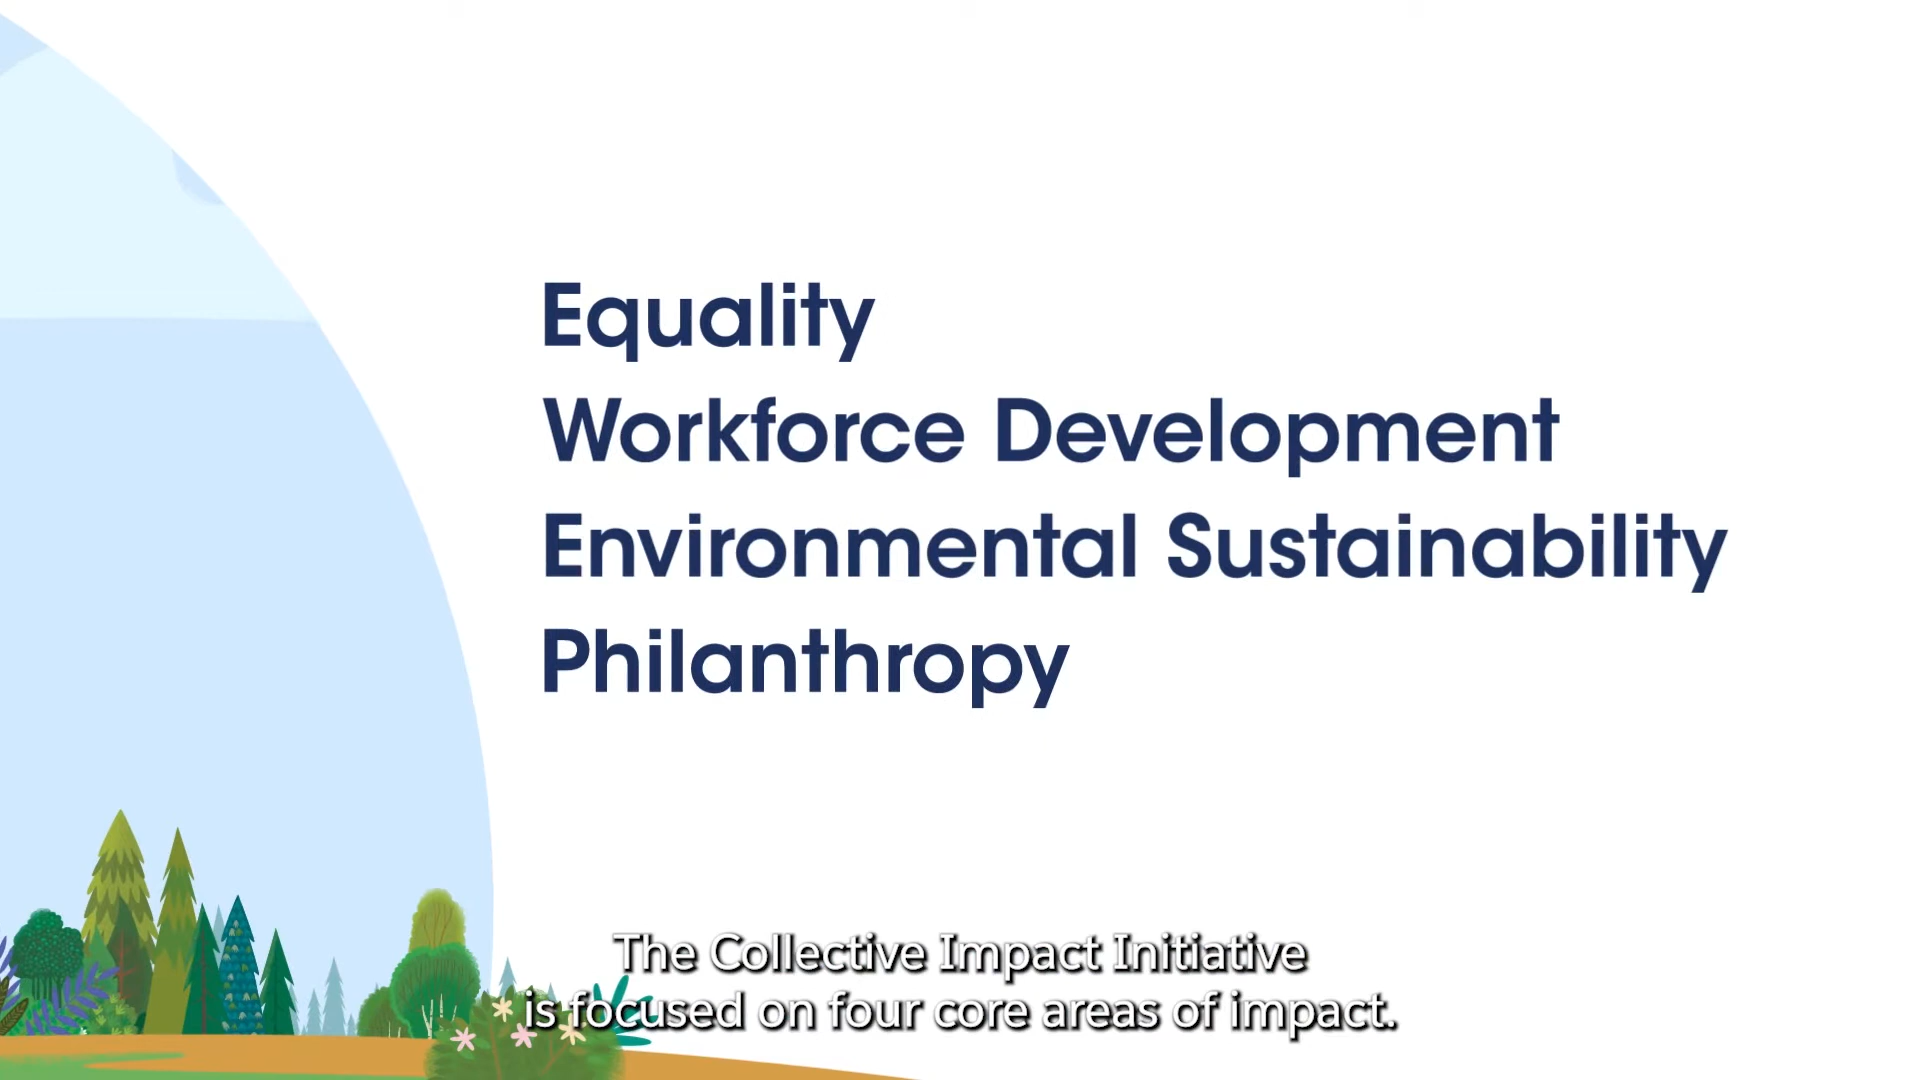 Equality
Workforce Development
Environmental Sustainability
Philanthropy
The Collective Impact Initiative
is focused on four core areas of impact.